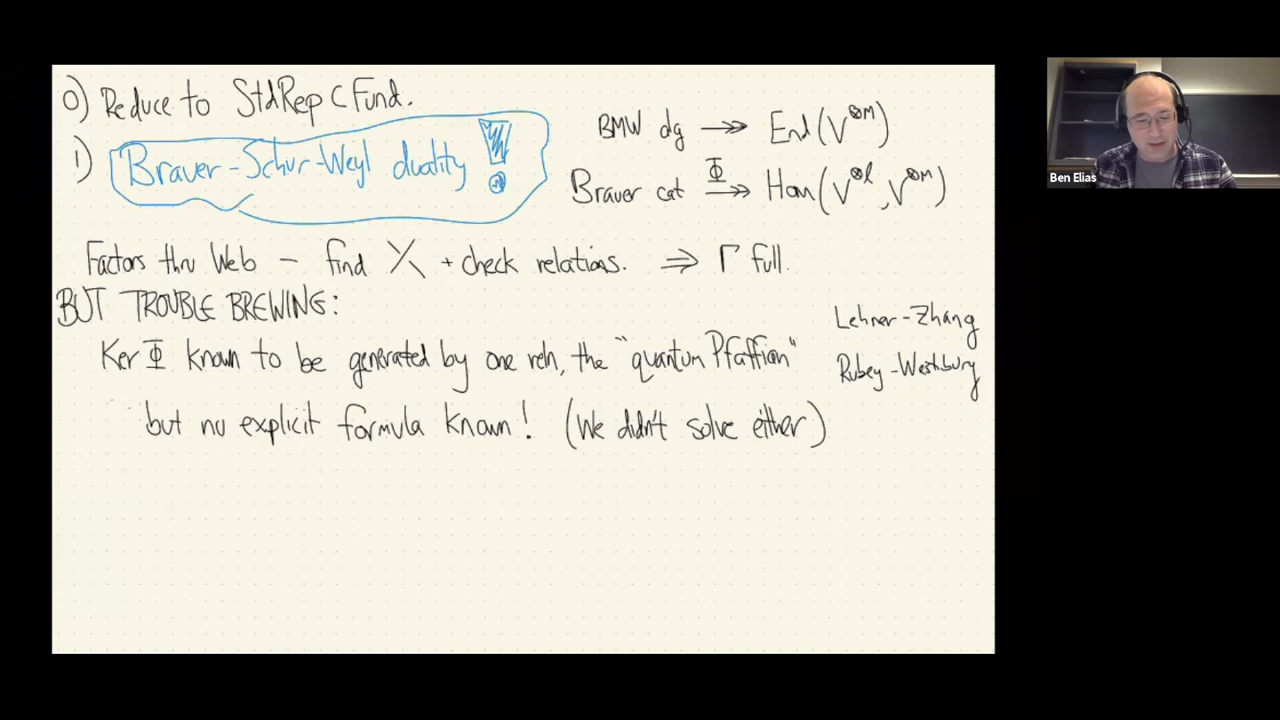 0) Reduce to StdRep ⊂ Fund.
1) Brauer-Schur-Weyl duality!
BMW alg ↠ End(V^⊗m)
Brauer cat Φ ↠ Hom(V^⊗l, V^⊗m)
Factors thru Web - find X + check relations. ⇒ Γ full.
BUT TROUBLE BREWING:
Ker Φ known to be generated by one reln, the "quantum Pfaffian"
Lehrer-Zhang
Rubey-Westbury
but no explicit formula known! (We didn't solve either)
Ben Elias